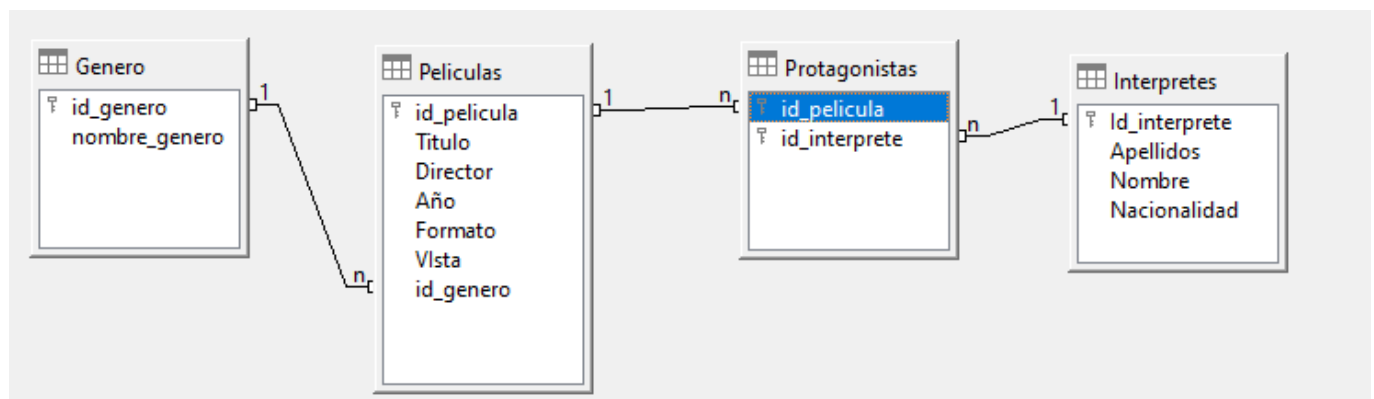 Genero
id_genero
nombre_genero
1
n
Peliculas
id_pelicula
Titulo
Director
Año
Formato
VIsta
id_genero
1
n
Protagonistas
id_pelicula
id_interprete
n
1
Interpretes
Id_interprete
Apellidos
Nombre
Nacionalidad